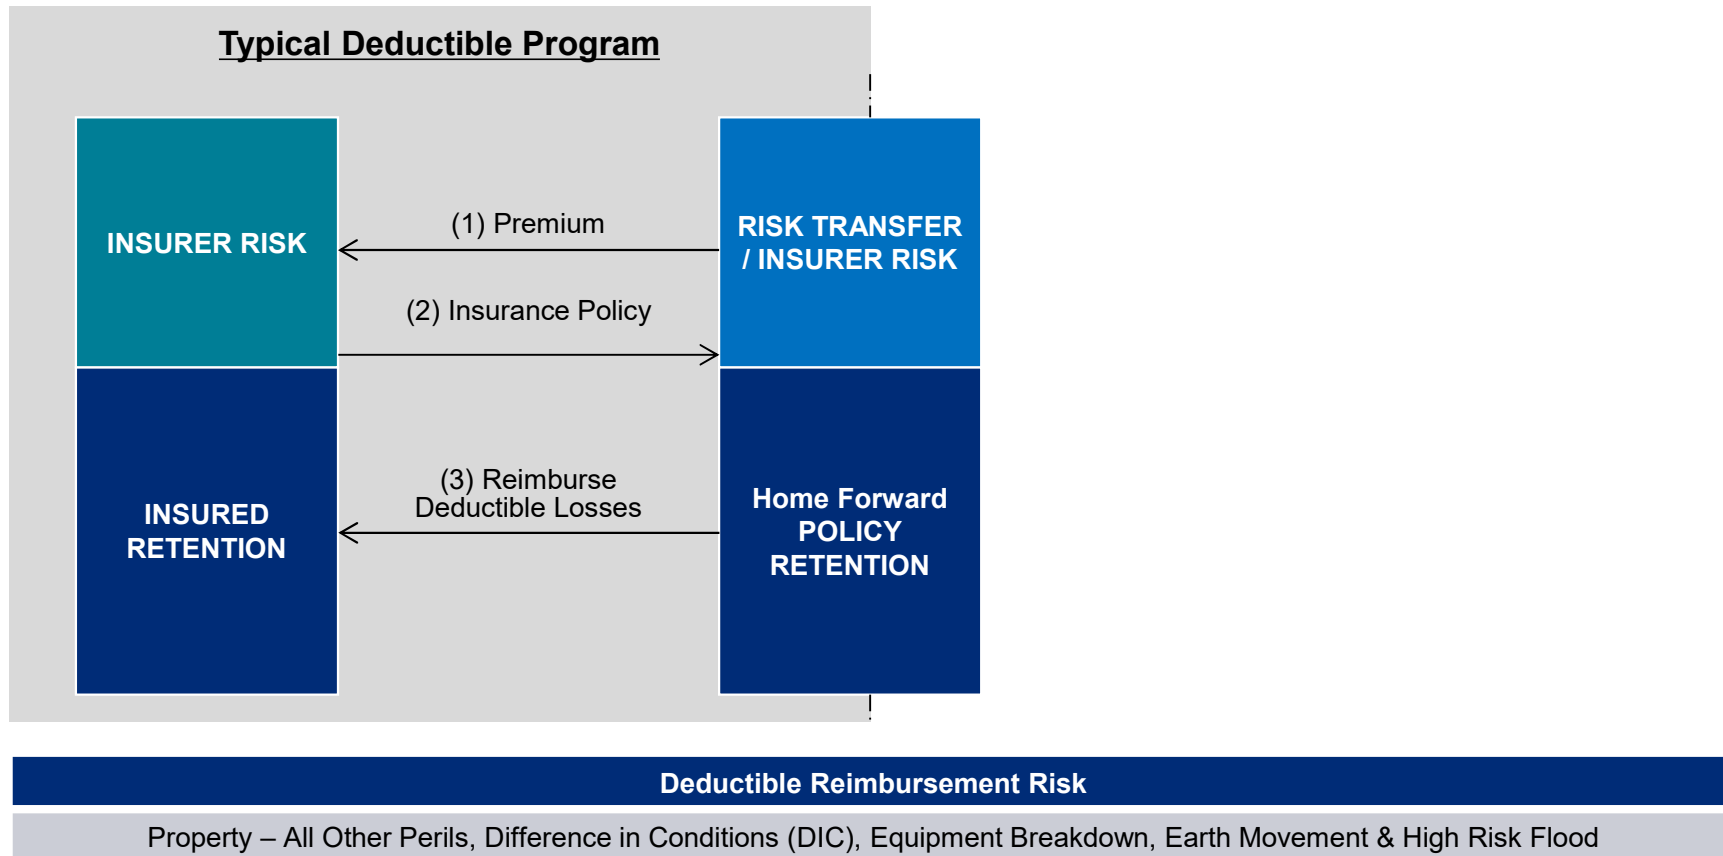 Typical Deductible Program
INSURER RISK
(1) Premium
RISK TRANSFER
/ INSURER RISK
(2) Insurance Policy
INSURED
RETENTION
(3) Reimburse
Deductible Losses
Home Forward
POLICY
RETENTION
Deductible Reimbursement Risk
Property – All Other Perils, Difference in Conditions (DIC), Equipment Breakdown, Earth Movement & High Risk Flood